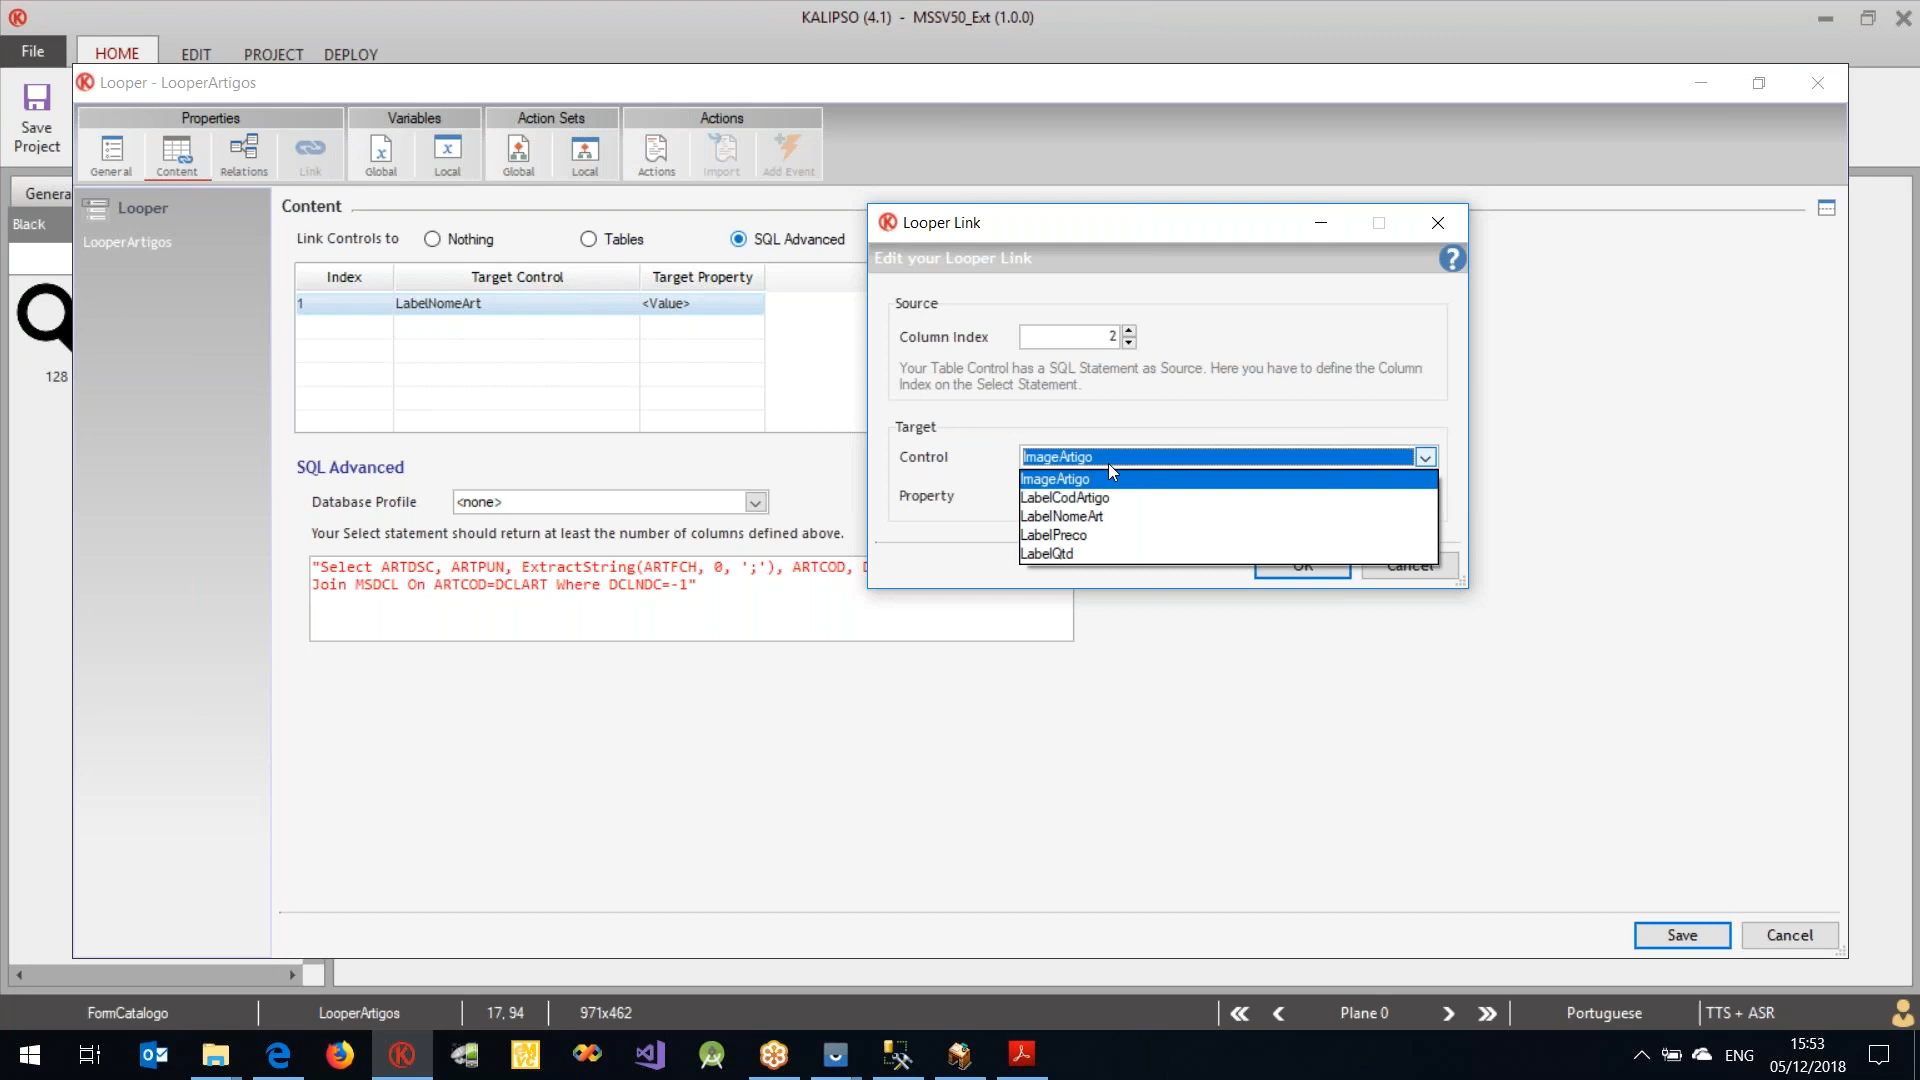 KALIPSO (4.1) - MSSV50_Ext (1.0.0)
File
HOME
EDIT
PROJECT
DEPLOY
Save
Project
Looper - LooperArtigos
Properties
Variables
Action Sets
Actions
General
Content
Relations
Link
Global
Local
Global
Local
Actions
Import
Add Event
Genera
Black
128
Looper
LooperArtigos
Content
Link Controls to
Nothing
Tables
SQL Advanced
Index
Target Control
Target Property
1
LabelNomeArt
<Value>
SQL Advanced
Database Profile
<none>
Your Select statement should return at least the number of columns defined above.
"Select ARTDSC, ARTPUN, ExtractString(ARTFCH, 0, ';'), ARTCOD,
Join MSDCL On ARTCOD=DCLART Where DCLNDC=-1"
Looper Link
Edit your Looper Link
?
Source
Column Index
2
Your Table Control has a SQL Statement as Source. Here you have to define the Column
Index on the Select Statement.
Target
Control
ImageArtigo
Property
ImageArtigo
LabelCodArtigo
LabelNomeArt
LabelPreco
LabelQtd
OK
Cancel
Save
Cancel
FormCatalogo
LooperArtigos
17, 94
971x462
Plane 0
Portuguese
TTS + ASR
ENG
15:53
05/12/2018